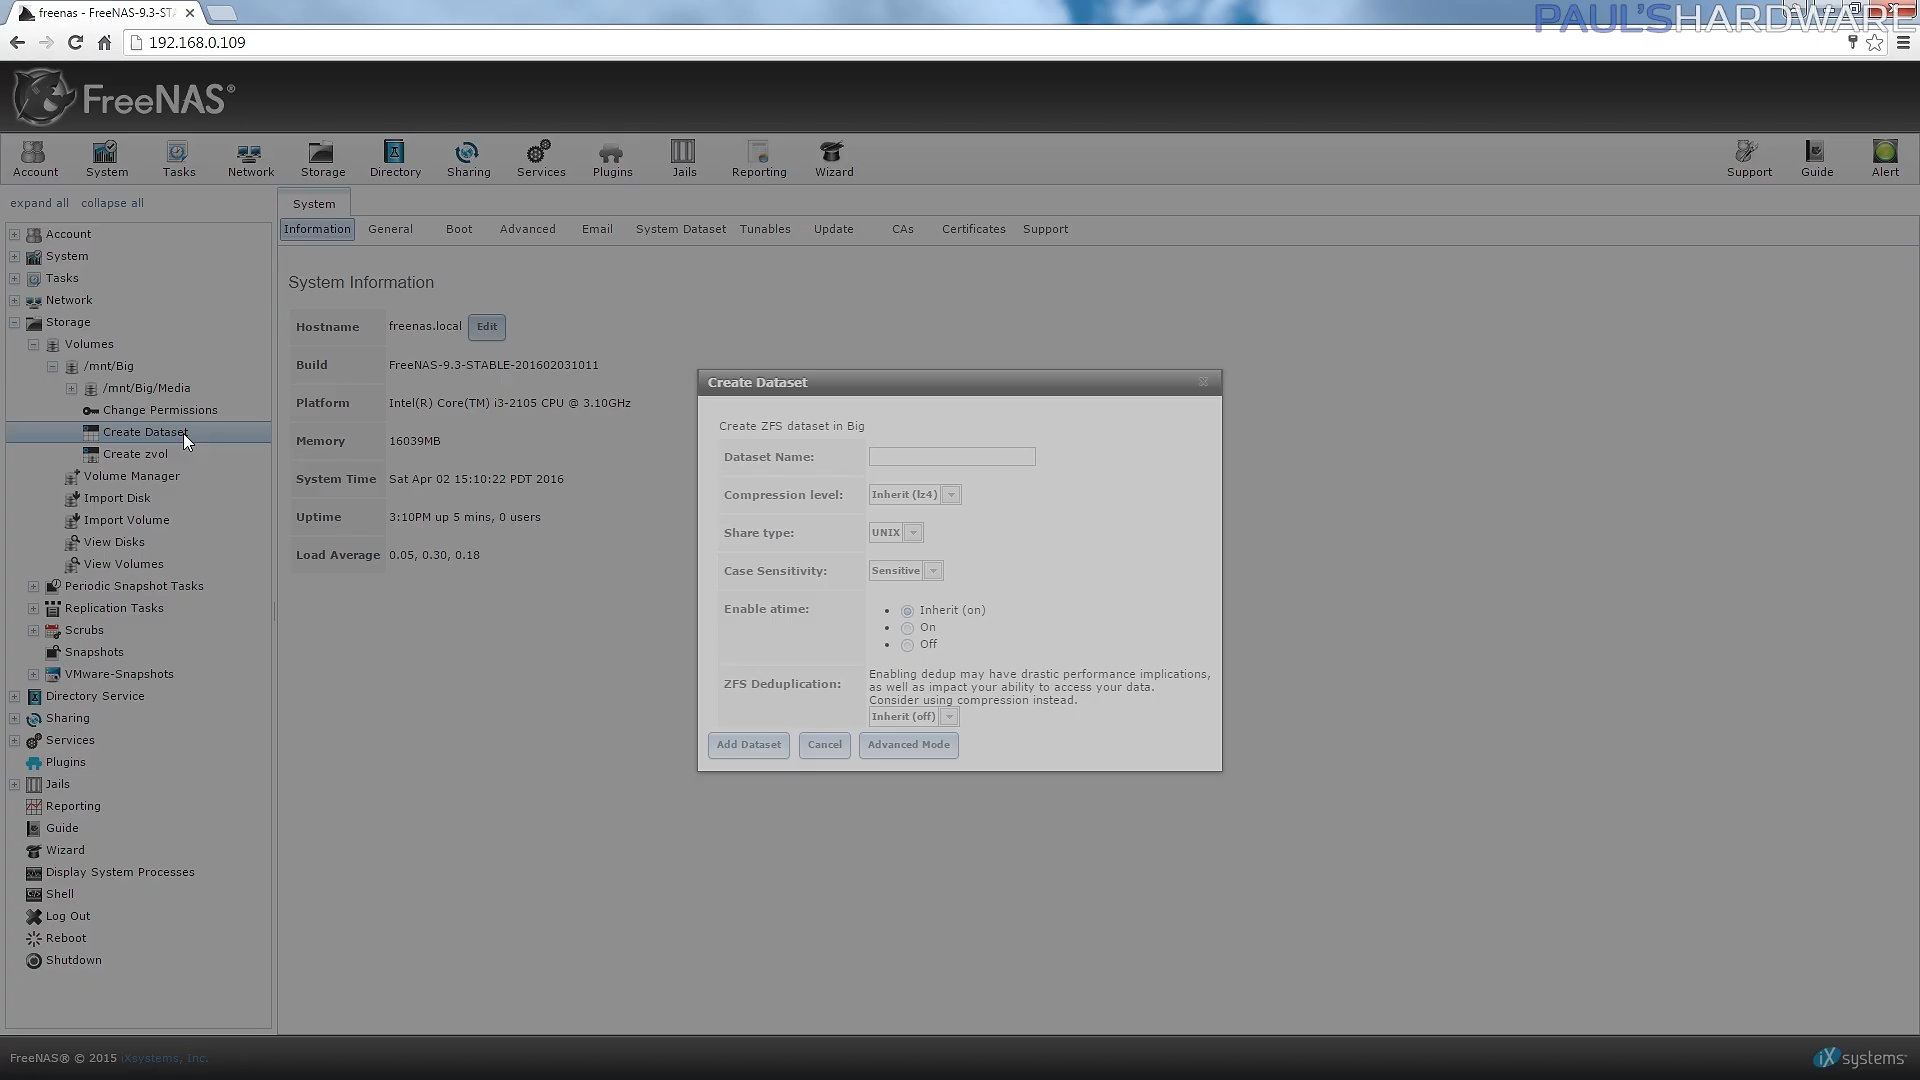 freenas - FreeNAS-9.3-STA
PAUL'SHARDWARE
192.168.0.109
FreeNAS®
Account
System
Tasks
Network
Storage
Directory
Sharing
Services
Plugins
Jails
Reporting
Wizard
Support
Guide
Alert
expand all collapse all
System
Information
General
Boot
Advanced
Email
System Dataset
Tunables
Update
CAs
Certificates
Support
Account
System
Tasks
Network
Storage
Volumes
/mnt/Big
/mnt/Big/Media
Change Permissions
Create Dataset
Create zvol
Volume Manager
Import Disk
Import Volume
View Disks
View Volumes
Periodic Snapshot Tasks
Replication Tasks
Scrubs
Snapshots
VMware-Snapshots
Directory Service
Sharing
Services
Plugins
Jails
Reporting
Guide
Wizard
Display System Processes
Shell
Log Out
Reboot
Shutdown
System Information
Hostname freenas.local Edit
Build FreeNAS-9.3-STABLE-201602031011
Platform Intel(R) Core(TM) i3-2105 CPU @ 3.10GHz
Memory 16039MB
System Time Sat Apr 02 15:10:22 PDT 2016
Uptime 3:10PM up 5 mins, 0 users
Load Average 0.05, 0.30, 0.18
Create Dataset
Create ZFS dataset in Big
Dataset Name:
Compression level: Inherit (lz4)
Share type: UNIX
Case Sensitivity: Sensitive
Enable atime: Inherit (on)
On
Off
ZFS Deduplication: Enabling dedup may have drastic performance implications,
as well as impact your ability to access your data.
Consider using compression instead.
Inherit (off)
Add Dataset Cancel Advanced Mode
FreeNAS® © 2015 iXsystems, Inc.
iXsystems